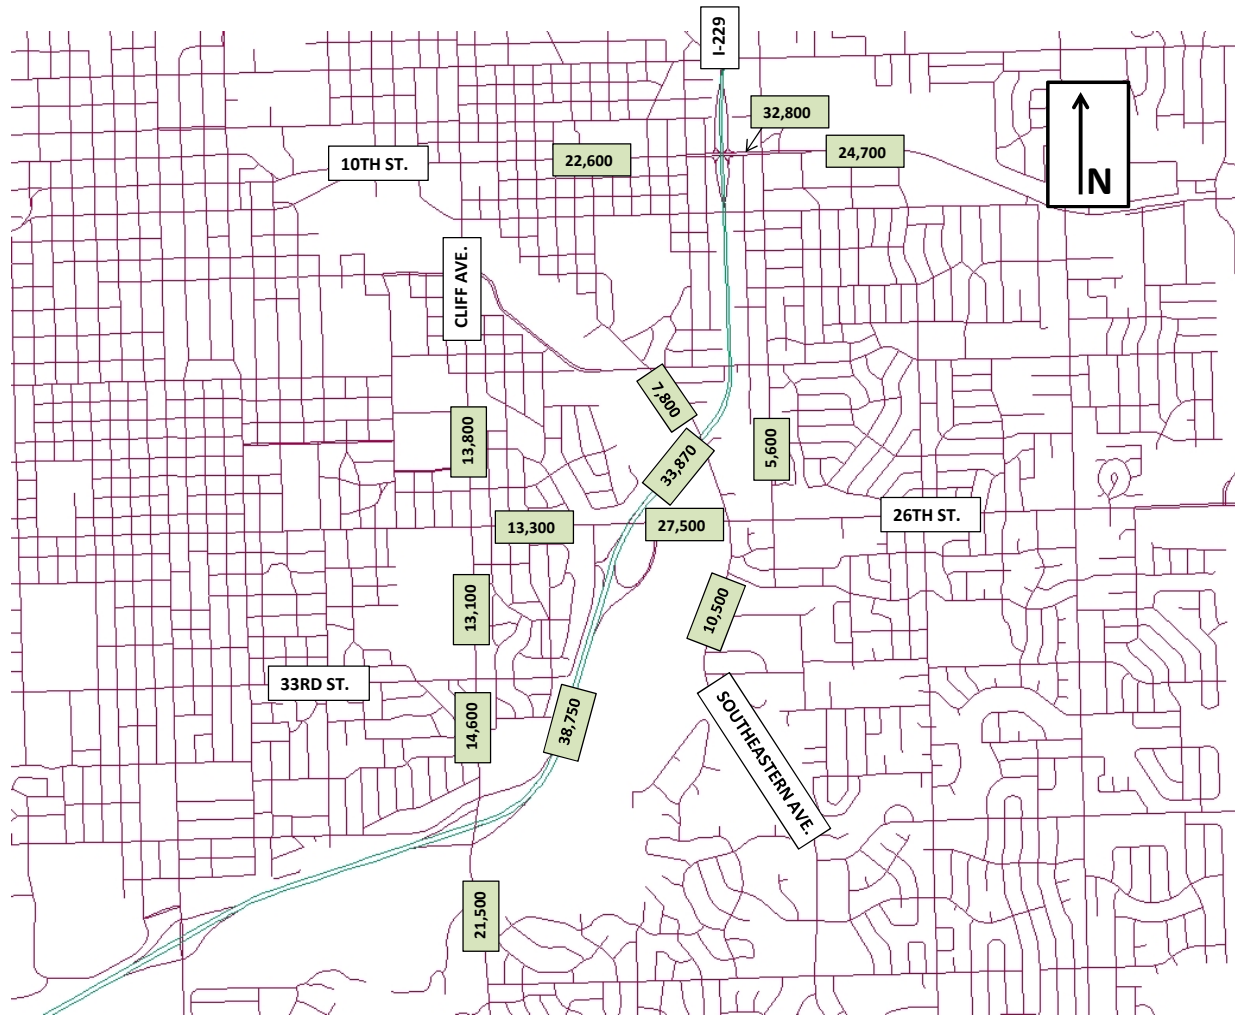 I-229
32,800
10TH ST.
22,600
24,700
N
CLIFF AVE.
7,800
13,800
33,870
5,600
26TH ST.
13,300
27,500
13,100
10,500
33RD ST.
14,600
38,750
SOUTHEASTERN AVE.
21,500